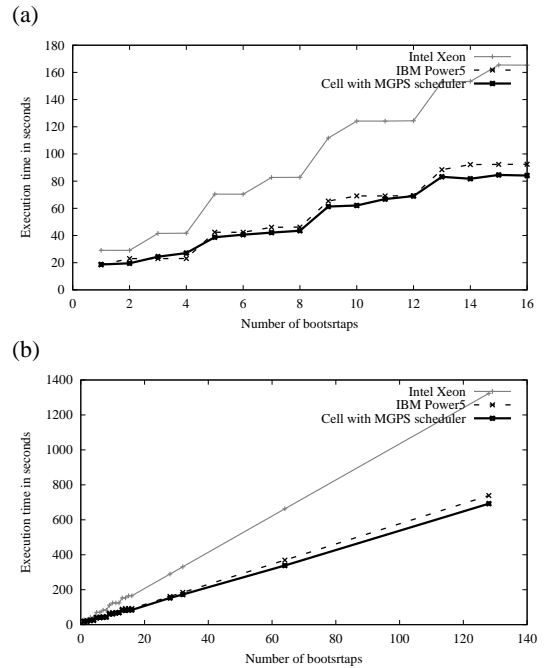 (a)
180
160
140
120
100
80
60
40
20
0
Execution time in seconds
Intel Xeon
IBM Power5
Cell with MGPS scheduler
0 2 4 6 8 10 12 14 16
Number of bootsrtaps
(b)
1400
1200
1000
800
600
400
200
0
Execution time in seconds
Intel Xeon
IBM Power5
Cell with MGPS scheduler
0 20 40 60 80 100 120 140
Number of bootsrtaps